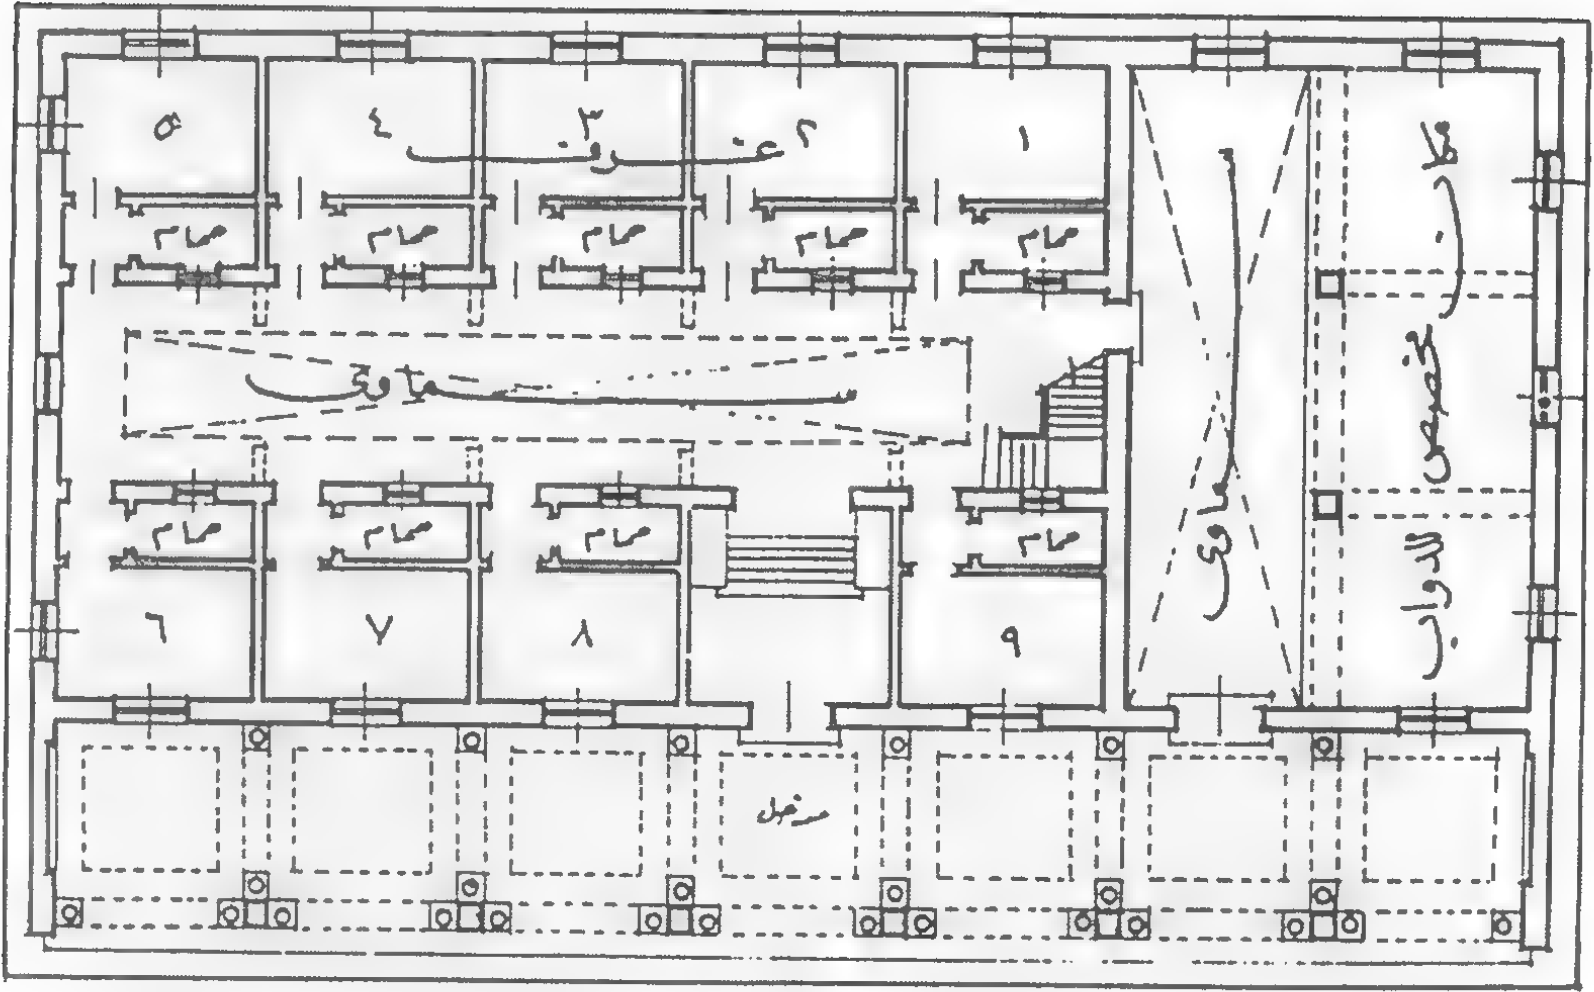 ١ ٢ ٣ ٤ ٥
غرف
حمام حمام حمام حمام حمام
سماوي
سماوي
مكان مخصص للدواب
حمام حمام حمام حمام
٩ ٨ ٧ ٦
مدخل